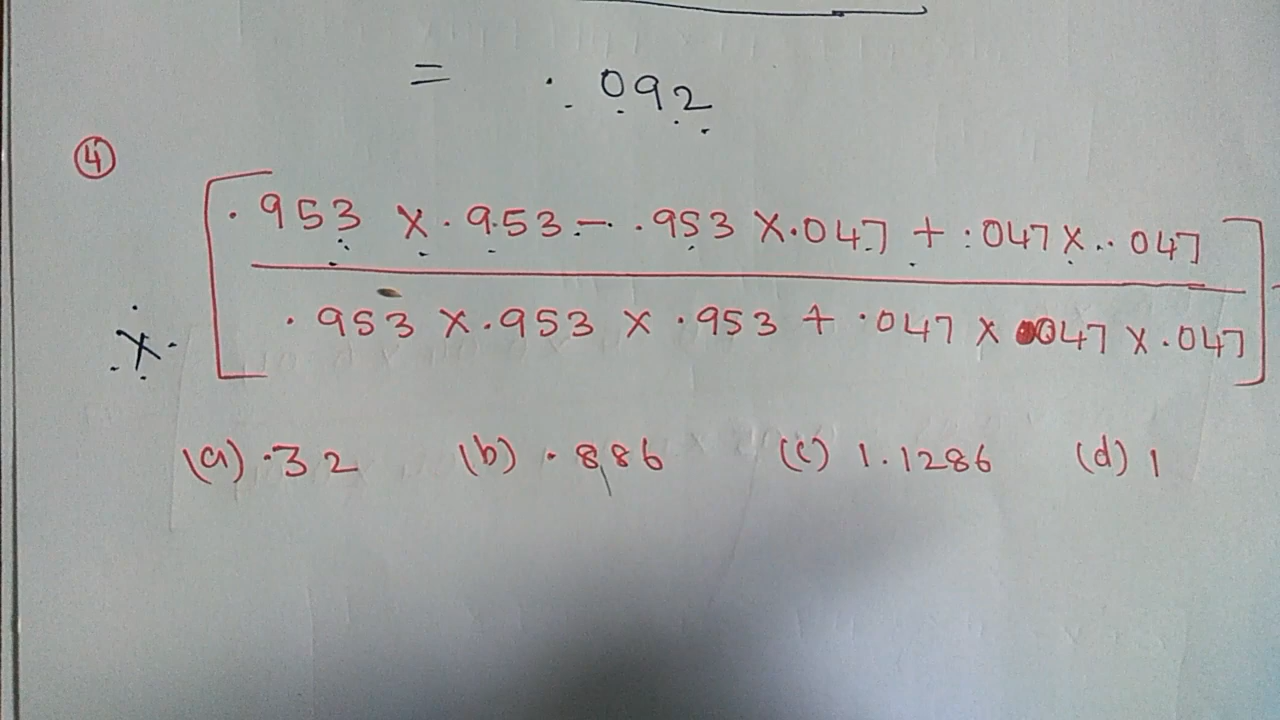 = .092
④
[.953 X .953 - .953 X .047 + .047 X .047]
.953 X .953 X .953 + .047 X 047 X .047
(a) .32 (b) .886 (c) 1.1286 (d) 1